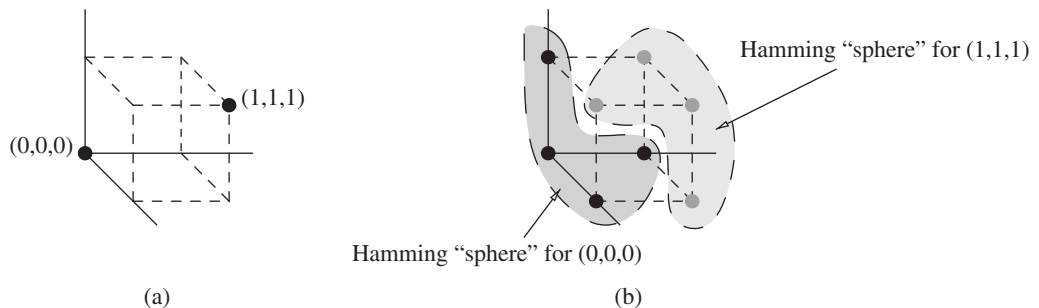 (0,0,0)
(1,1,1)
(a)
Hamming “sphere” for (1,1,1)
Hamming “sphere” for (0,0,0)
(b)